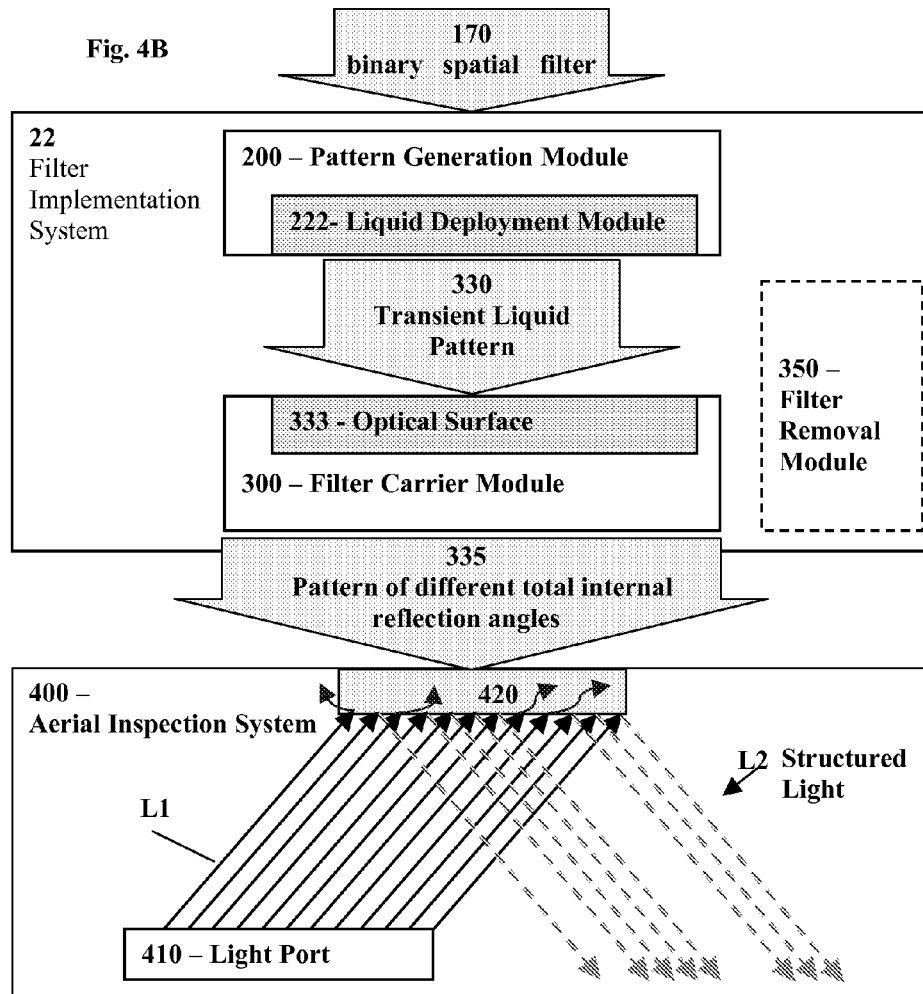 Fig. 4B
170
binary spatial filter
22
Filter
Implementation
System
200 – Pattern Generation Module
222- Liquid Deployment Module
330
Transient Liquid
Pattern
350 –
Filter
Removal
Module
333 - Optical Surface
300 – Filter Carrier Module
335
Pattern of different total internal
reflection angles
400 –
Aerial Inspection System
420
L2 Structured
Light
L1
410 – Light Port